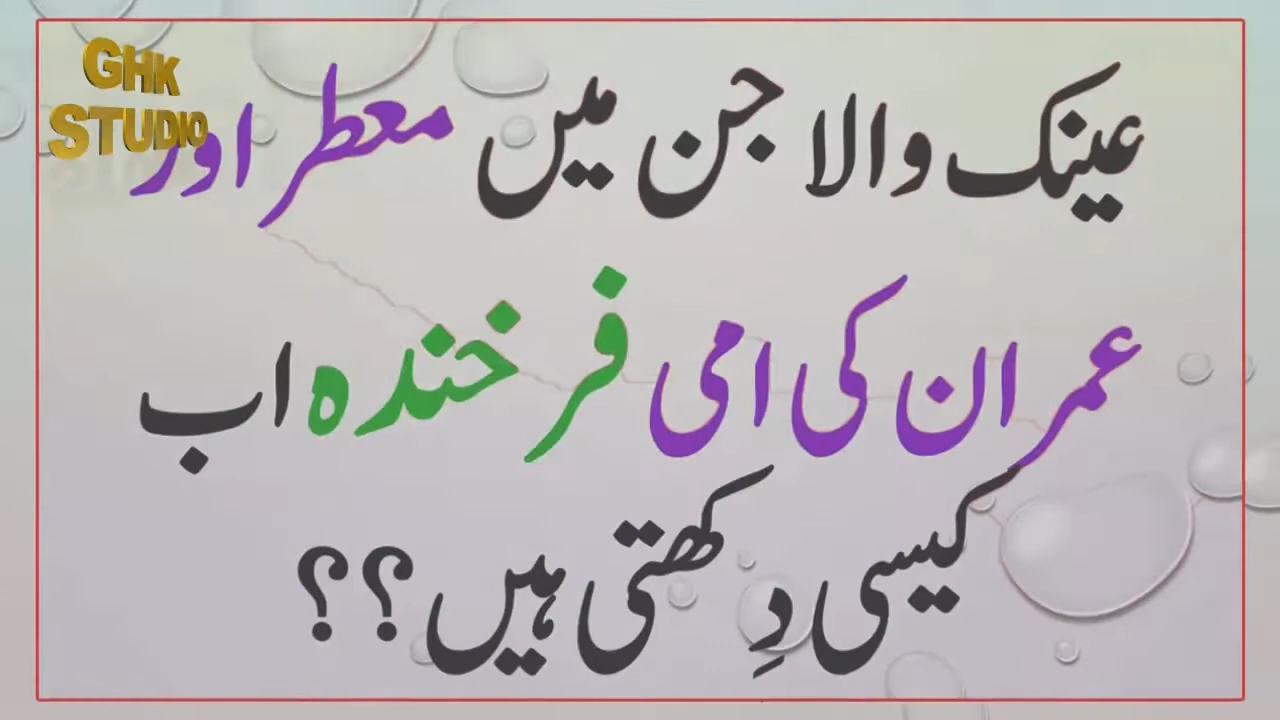 GHK
STUDIO
عینک والا جن میں معطر اور
عمران کی امی فرخندہ اب
کیسی دِکھتی ہیں؟؟